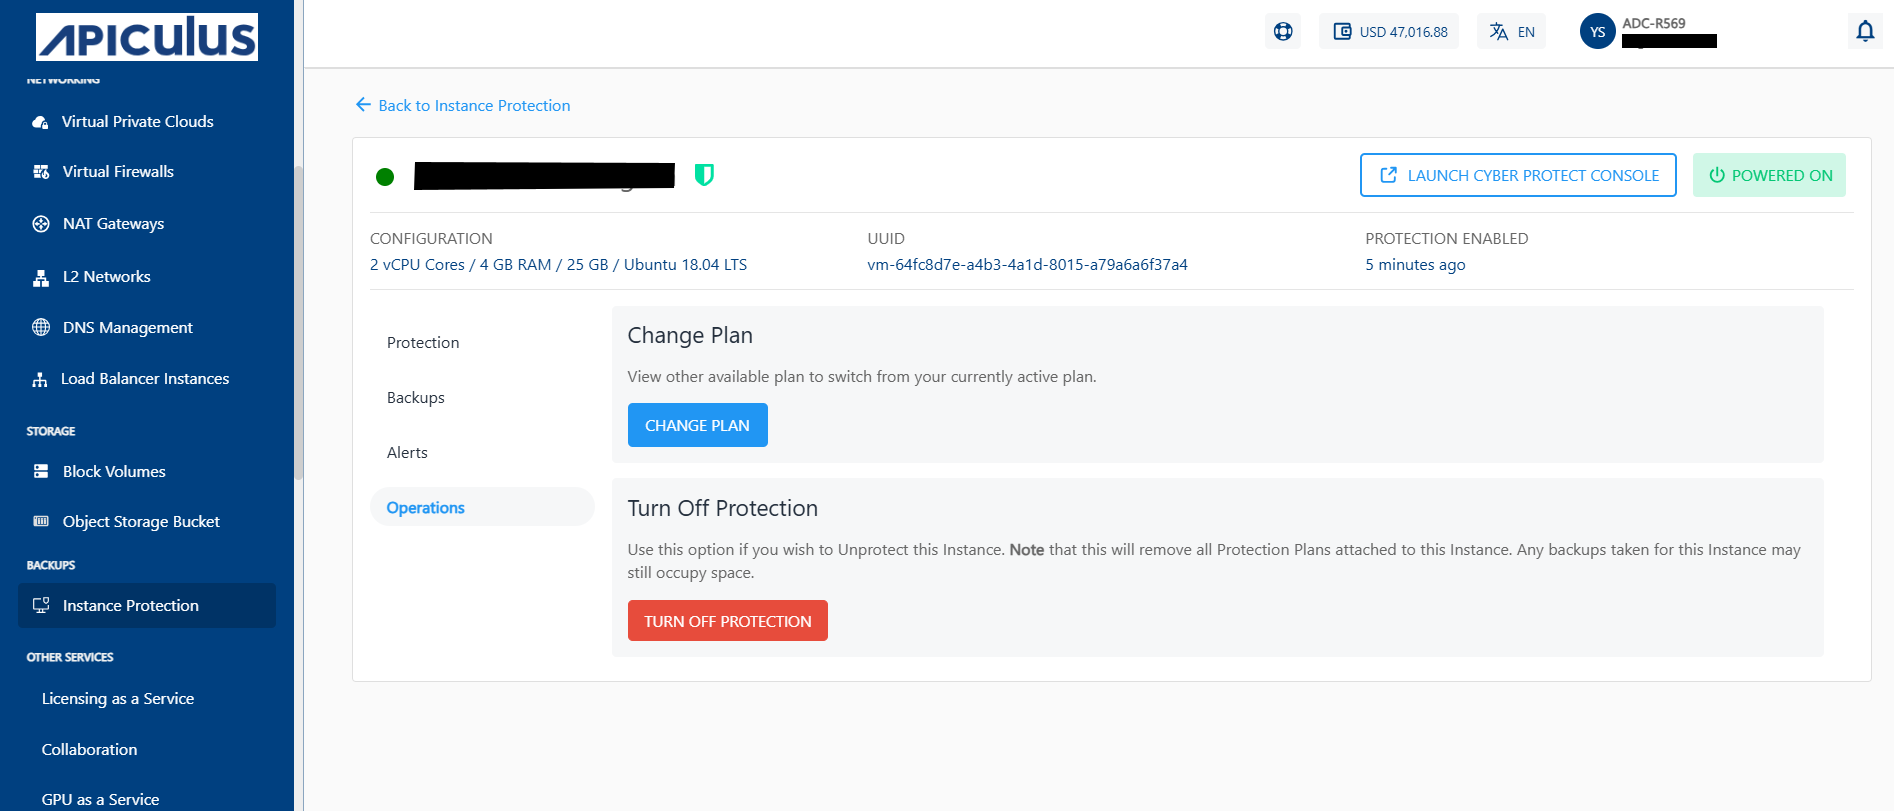 APICULUS
USD 47,016.88
EN
YS
ADC-R569
NETWORKING
Virtual Private Clouds
Virtual Firewalls
NAT Gateways
L2 Networks
DNS Management
Load Balancer Instances
STORAGE
Block Volumes
Object Storage Bucket
BACKUPS
Instance Protection
OTHER SERVICES
Licensing as a Service
Collaboration
GPU as a Service
Back to Instance Protection
LAUNCH CYBER PROTECT CONSOLE
POWERED ON
CONFIGURATION
2 vCPU Cores / 4 GB RAM / 25 GB / Ubuntu 18.04 LTS
UUID
vm-64fc8d7e-a4b3-4a1d-8015-a79a6a6f37a4
PROTECTION ENABLED
5 minutes ago
Protection
Backups
Alerts
Operations
Change Plan
View other available plan to switch from your currently active plan.
CHANGE PLAN
Turn Off Protection
Use this option if you wish to Unprotect this Instance. Note that this will remove all Protection Plans attached to this Instance. Any backups taken for this Instance may
still occupy space.
TURN OFF PROTECTION